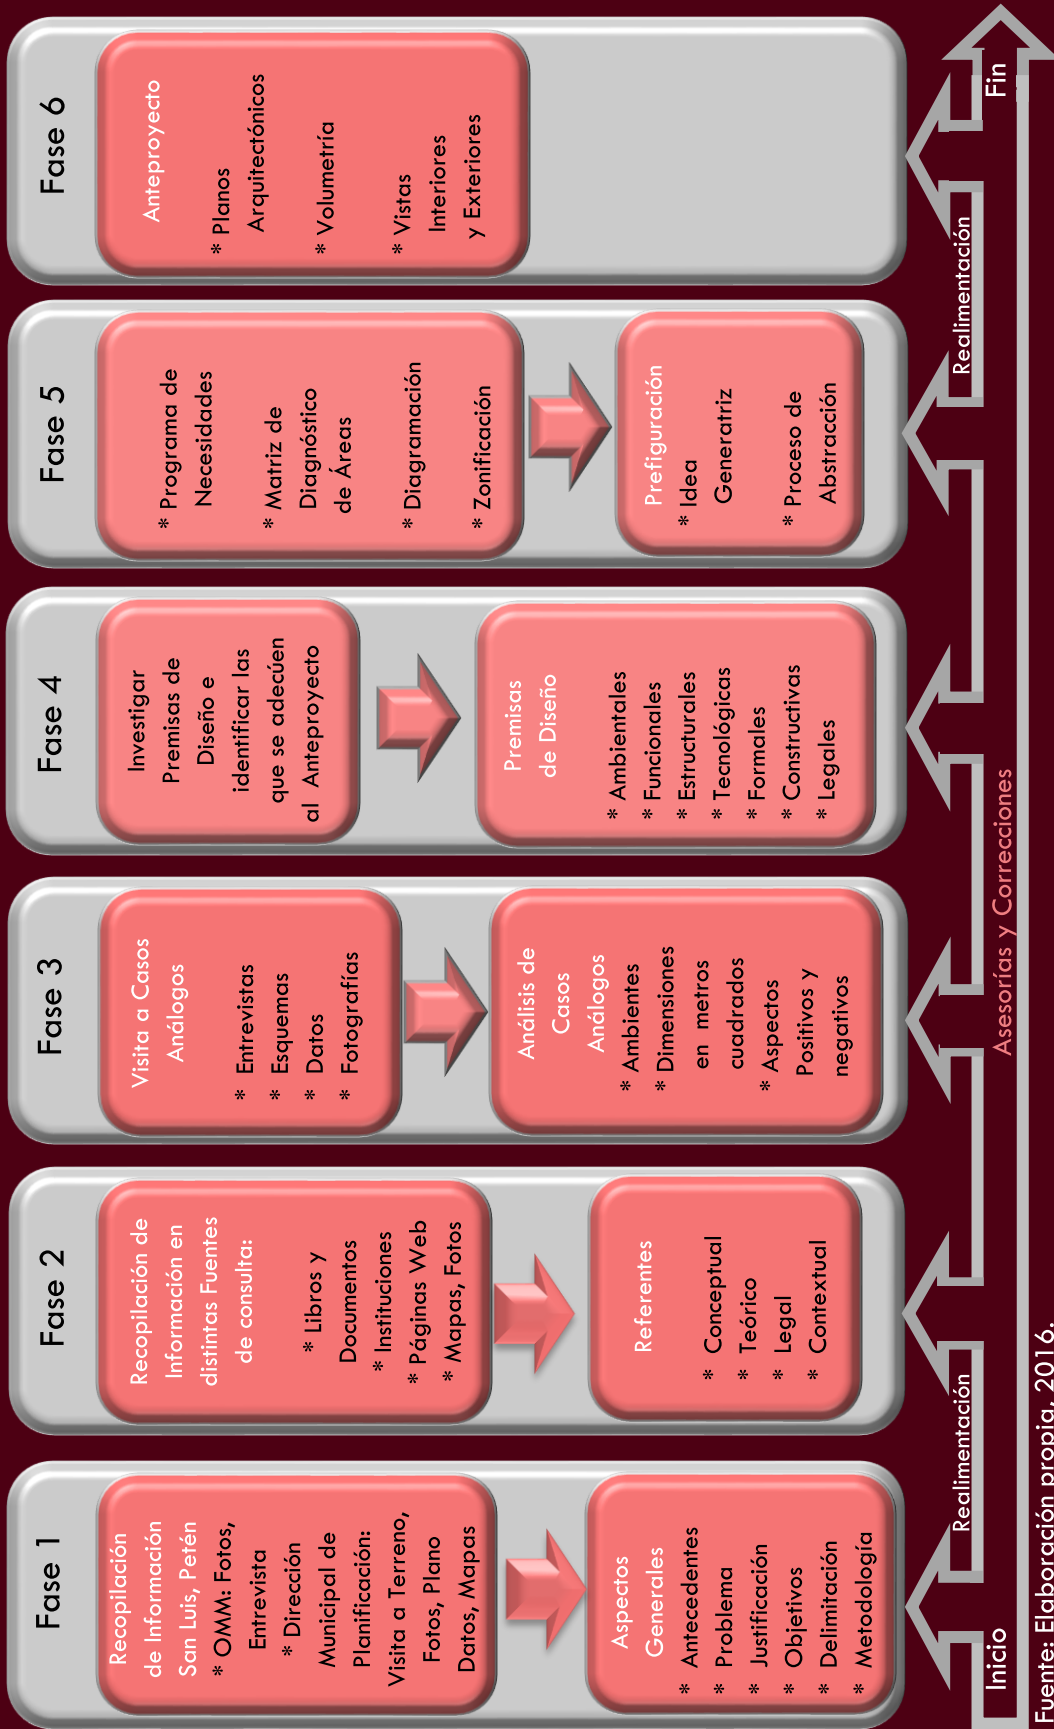 Fase 1
Recopilación
de Información
San Luis, Petén
* OMM: Fotos,
Entrevista
* Dirección
Municipal de
Planificación:
Visita a Terreno,
Fotos, Plano
Datos, Mapas
Aspectos
Generales
* Antecedentes
* Problema
* Justificación
* Objetivos
* Delimitación
* Metodología
Fase 2
Recopilación de
Información en
distintas Fuentes
de consulta:
* Libros y
Documentos
* Instituciones
* Páginas Web
* Mapas, Fotos
Referentes
* Conceptual
* Teórico
* Legal
* Contextual
Fase 3
Visita a Casos
Análogos
* Entrevistas
* Esquemas
* Datos
* Fotografías
Análisis de
Casos
Análogos
* Ambientes
* Dimensiones
en metros
cuadrados
* Aspectos
Positivos y
negativos
Fase 4
Investigar
Premisas de
Diseño e
identificar las
que se adecúen
al Anteproyecto
Premisas
de Diseño
* Ambientales
* Funcionales
* Estructurales
* Tecnológicas
* Formales
* Constructivas
* Legales
Fase 5
* Programa de
Necesidades
* Matriz de
Diagnóstico
de Áreas
* Diagramación
* Zonificación
Prefiguración
* Idea
Generatriz
* Proceso de
Abstracción
Fase 6
Anteproyecto
* Planos
Arquitectónicos
* Volumetría
* Vistas
Interiores
y Exteriores
Inicio
Realimentación
Realimentación
Fin
Asesorías y Correcciones
Fuente: Elaboración propia, 2016.